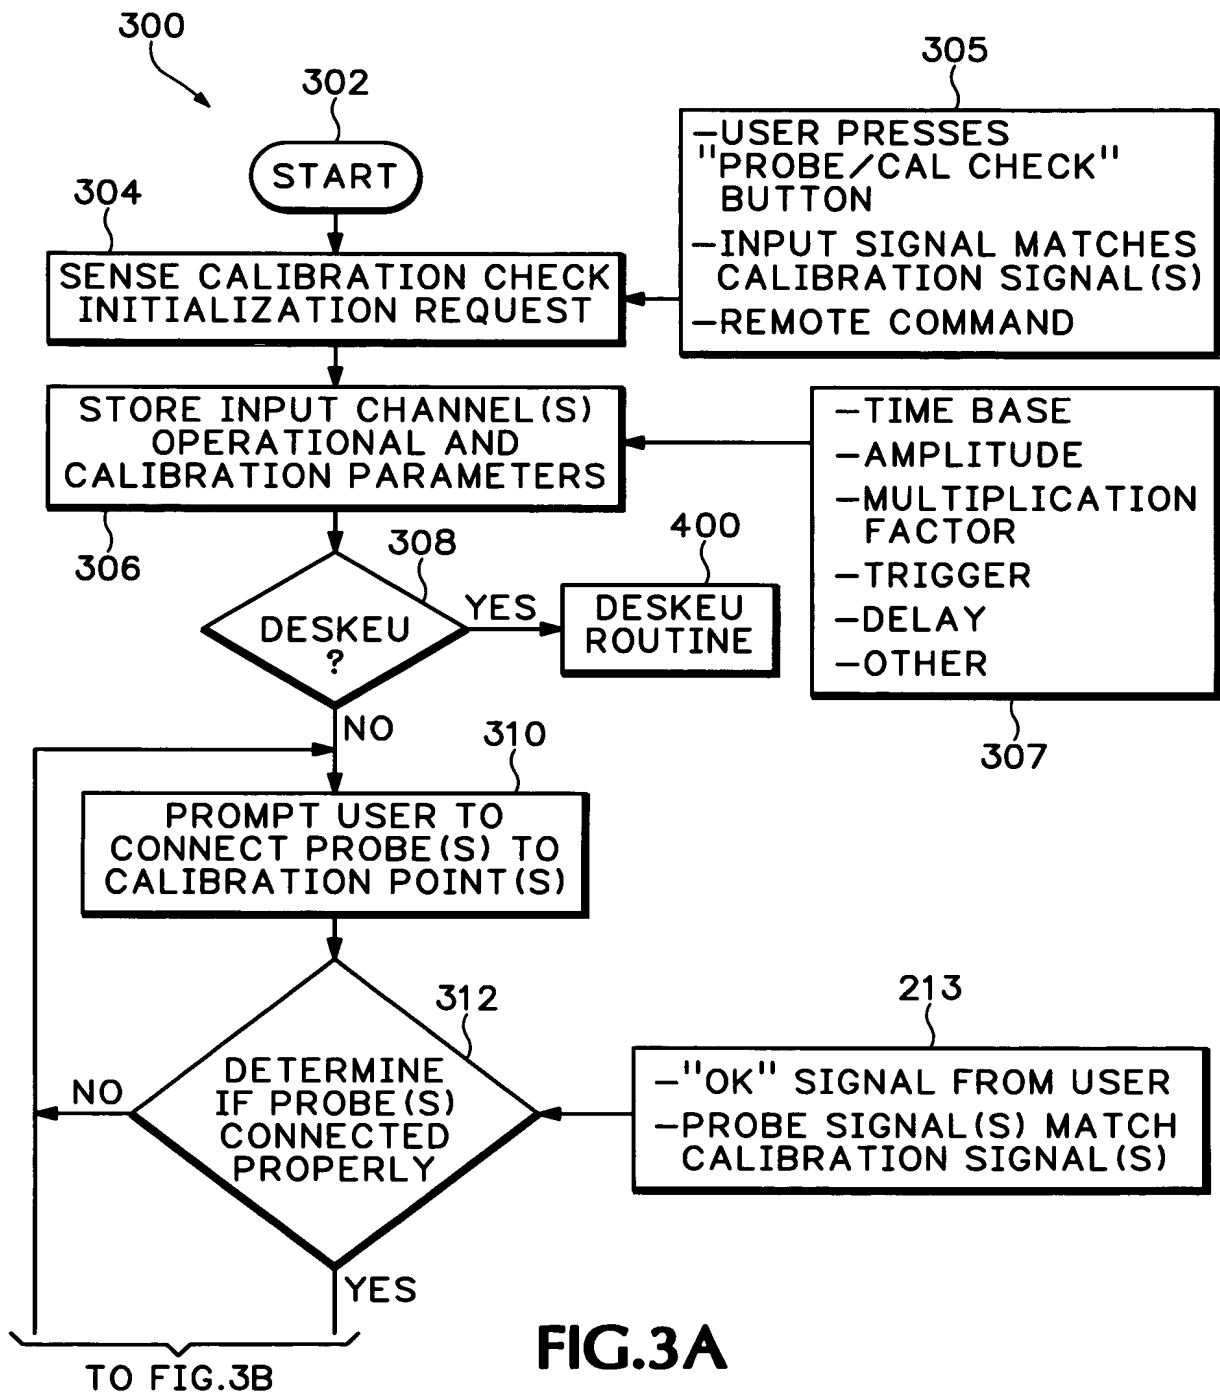 300
302
START
304
SENSE CALIBRATION CHECK
INITIALIZATION REQUEST
305
-USER PRESSES
"PROBE/CAL CHECK"
BUTTON
-INPUT SIGNAL MATCHES
CALIBRATION SIGNAL(S)
-REMOTE COMMAND
STORE INPUT CHANNEL(S)
OPERATIONAL AND
CALIBRATION PARAMETERS
306
-TIME BASE
-AMPLITUDE
-MULTIPLICATION
FACTOR
-TRIGGER
-DELAY
-OTHER
307
308
DESKEU
?
YES
400
DESKEU
ROUTINE
NO
310
PROMPT USER TO
CONNECT PROBE(S) TO
CALIBRATION POINT(S)
312
DETERMINE
IF PROBE(S)
CONNECTED
PROPERLY
NO
213
-"OK" SIGNAL FROM USER
-PROBE SIGNAL(S) MATCH
CALIBRATION SIGNAL(S)
YES
TO FIG.3B
FIG.3A